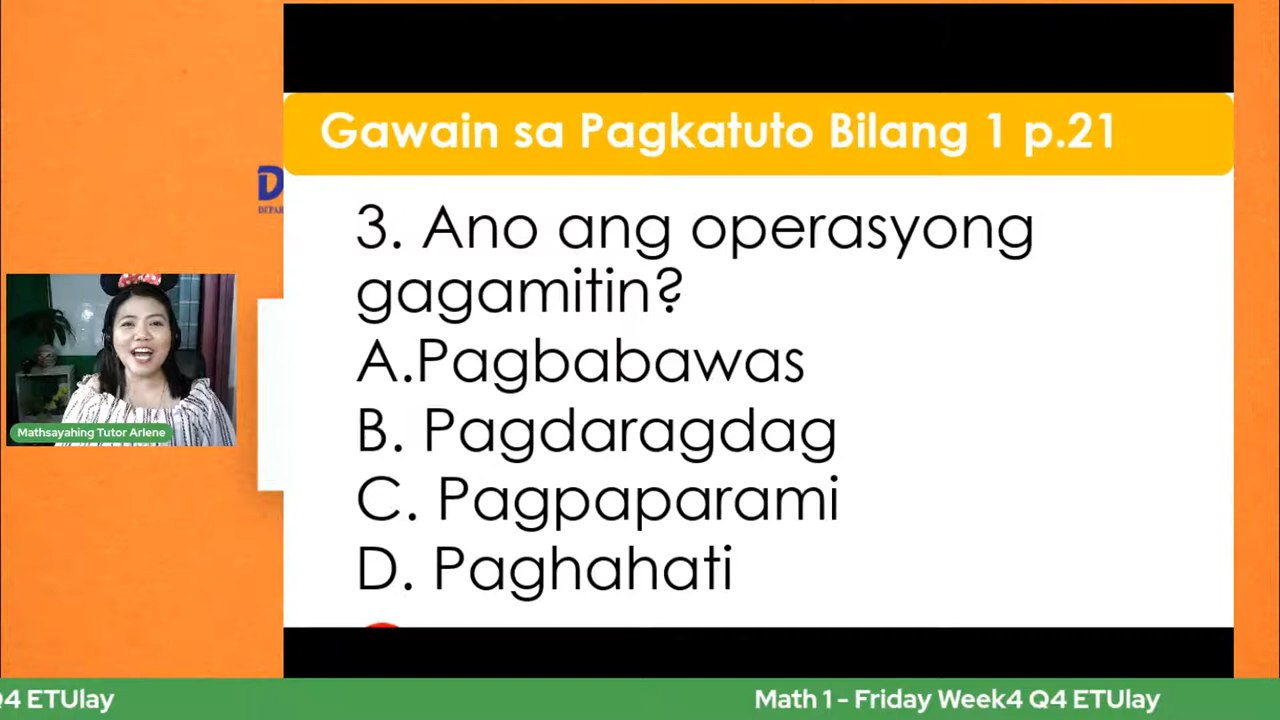 Gawain sa Pagkatuto Bilang 1 p.21
3. Ano ang operasyong
gagamitin?
A.Pagbabawas
B. Pagdaragdag
C. Pagpaparami
D. Paghahati
D
DEPAR
Mathsayahing Tutor Arlene
Q4 ETUlay
Math 1 - Friday Week4 Q4 ETUlay